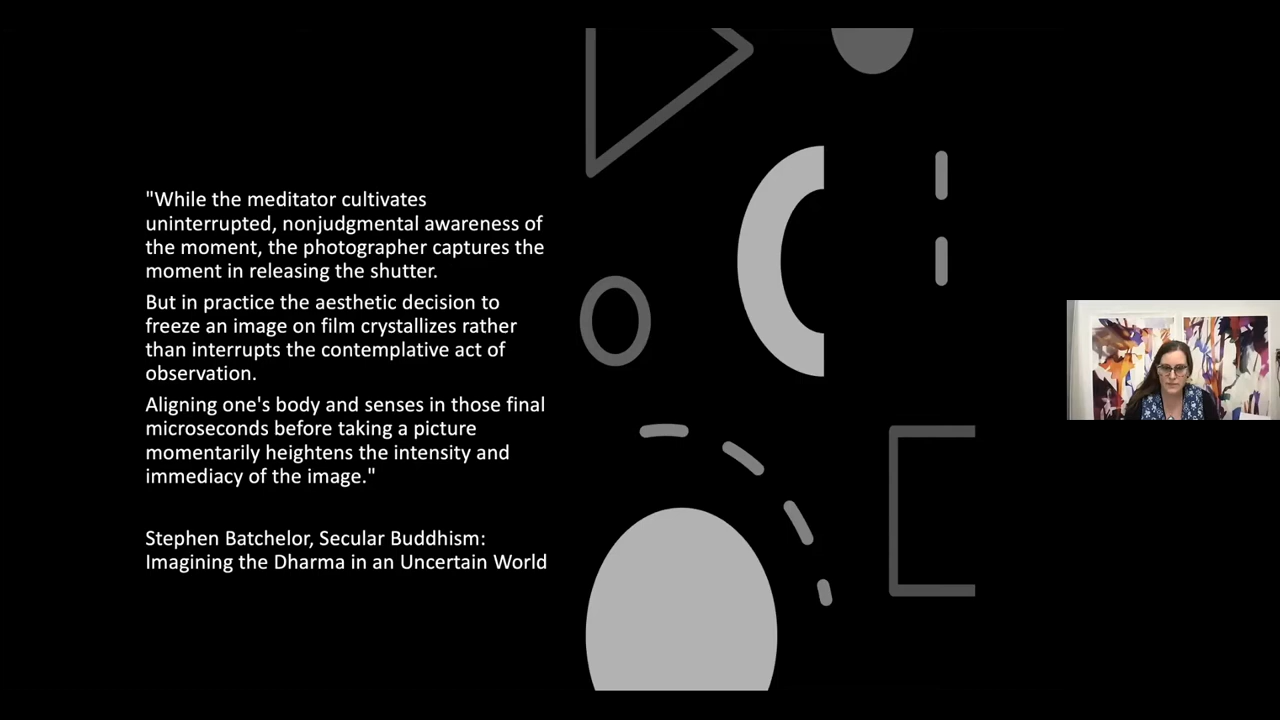 "While the meditator cultivates
uninterrupted, nonjudgmental awareness of
the moment, the photographer captures the
moment in releasing the shutter.
But in practice the aesthetic decision to
freeze an image on film crystallizes rather
than interrupts the contemplative act of
observation.
Aligning one's body and senses in those final
microseconds before taking a picture
momentarily heightens the intensity and
immediacy of the image."
Stephen Batchelor, Secular Buddhism:
Imagining the Dharma in an Uncertain World